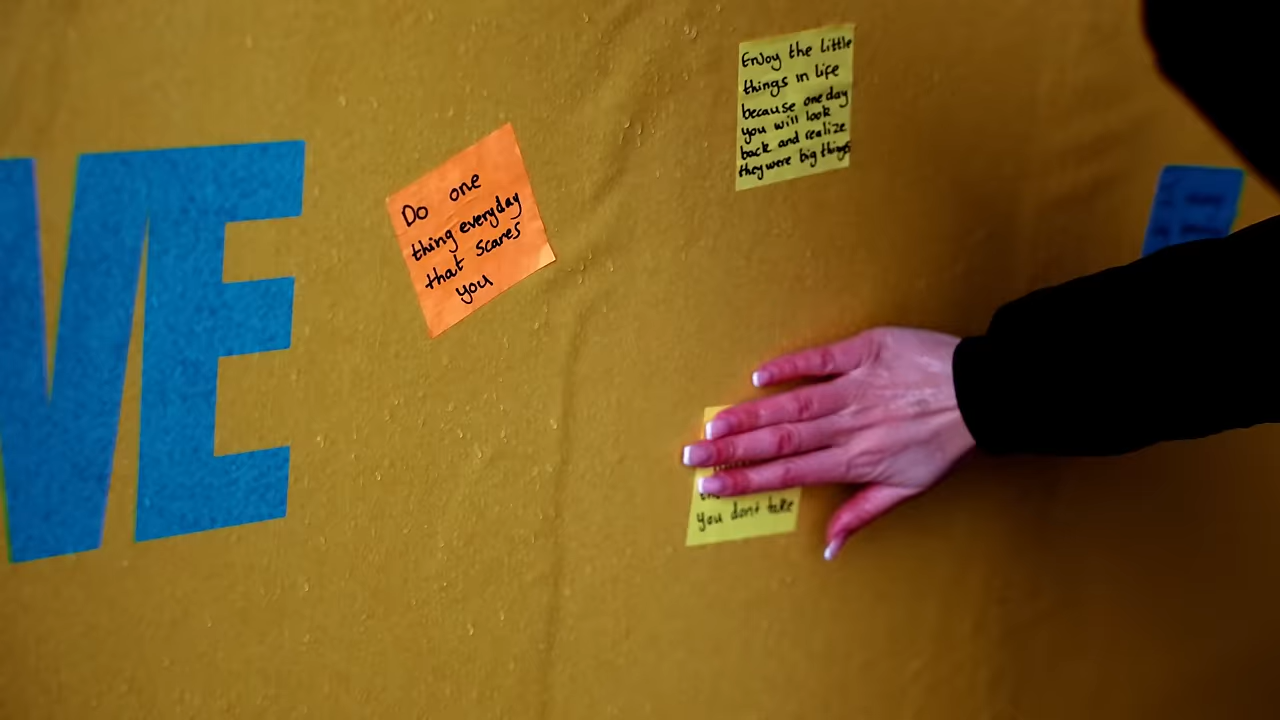 VE
Do one
thing everyday
that scares
you
Enjoy the little
things in life
because one day
you will look
back and realize
they were big things
you dont take